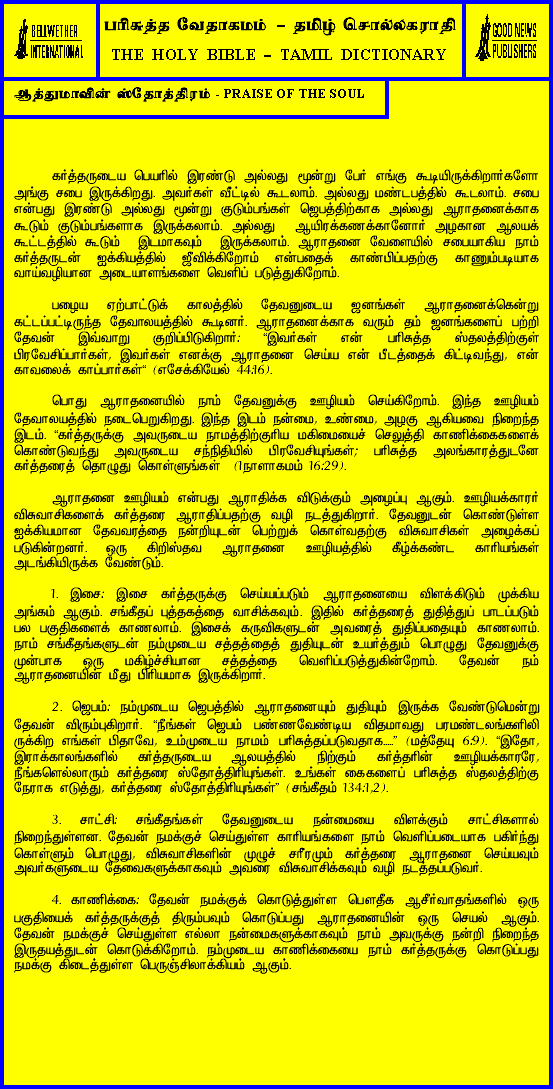 BELLWETHER
INTERNATIONAL
பரிசுத்த வேதாகமம் – தமிழ் சொல்லகராதி
THE HOLY BIBLE – TAMIL DICTIONARY
GOOD NEWS
PUBLISHERS
ஆத்துமாவின் ஸ்தோத்திரம் - PRAISE OF THE SOUL
கர்த்தருடைய பெயரில் இரண்டு அல்லது மூன்று பேர் எங்கு கூடியிருக்கிறார்களோ
அங்கு சபை இருக்கிறது. அவர்கள் வீட்டில் கூடலாம். அல்லது மண்டபத்தில் கூடலாம். சபை
என்பது இரண்டு அல்லது மூன்று குடும்பங்கள் ஜெபத்திற்காக அல்லது ஆராதனைக்காக
கூடும் குடும்பங்களாக இருக்கலாம். அல்லது ஆயிரக்கணக்கானோர் அழகான ஆலயக்
கூட்டத்தில் கூடும் இடமாகவும் இருக்கலாம். ஆராதனை வேளையில் சபையாகிய நாம்
கர்த்தருடன் ஐக்கியத்தில் ஜீவிக்கிறோம் என்பதைக் காண்பிப்பதற்கு காணும்படியாக
வாய்வழியான அடையாளங்களை வெளிப் படுத்துகிறோம்.
பழைய ஏற்பாட்டுக் காலத்தில் தேவனுடைய ஜனங்கள் ஆராதனைக்கென்று
கட்டப்பட்டிருந்த தேவாலயத்தில் கூடினர். ஆராதனைக்காக வரும் தம் ஜனங்களைப் பற்றி
தேவன் இவ்வாறு குறிப்பிடுகிறார்: “இவர்கள் என் பரிசுத்த ஸ்தலத்திற்குள்
பிரவேசிப்பார்கள், இவர்கள் எனக்கு ஆராதனை செய்ய என் பீடத்தைக் கிட்டிவந்து, என்
காவலைக் காப்பார்கள்“ (எசேக்கியேல் 44:16).
பொது ஆராதனையில் நாம் தேவனுக்கு ஊழியம் செய்கிறோம். இந்த ஊழியம்
தேவாலயத்தில் நடைபெறுகிறது. இந்த இடம் நன்மை, உண்மை, அழகு ஆகியவை நிறைந்த
இடம். “கர்த்தருக்கு அவருடைய நாமத்திற்குரிய மகிமையைச் செலுத்தி காணிக்கைகளைக்
கொண்டுவந்து அவருடைய சந்நிதியில் பிரவேசியுங்கள்; பரிசுத்த அலங்காரத்துடனே
கர்த்தரைத் தொழுது கொள்ளுங்கள் (1நாளாகமம் 16:29).
ஆராதனை ஊழியம் என்பது ஆராதிக்க விடுக்கும் அழைப்பு ஆகும். ஊழியக்காரர்
விசுவாசிகளைக் கர்த்தரை ஆராதிப்பதற்கு வழி நடத்துகிறார். தேவனுடன் கொண்டுள்ள
ஐக்கியமான தேவவரத்தை நன்றியுடன் பெற்றுக் கொள்வதற்கு விசுவாசிகள் அழைக்கப்
படுகின்றனர். ஒரு கிறிஸ்தவ ஆராதனை ஊழியத்தில் கீழ்க்கண்ட காரியங்கள்
அடங்கியிருக்க வேண்டும்.
1. இசை: இசை கர்த்தருக்கு செய்யப்படும் ஆராதனையை விளக்கிடும் முக்கிய
அங்கம் ஆகும். சங்கீதப் புத்தகத்தை வாசிக்கவும். இதில் கர்த்தரைத் துதித்துப் பாடப்படும்
பல பகுதிகளைக் காணலாம். இசைக் கருவிகளுடன் அவரைத் துதிப்பதையும் காணலாம்.
நாம் சங்கீதங்களுடன் நம்முடைய சத்தத்தைத் துதியுடன் உயர்த்தும் பொழுது தேவனுக்கு
முன்பாக ஒரு மகிழ்ச்சியான சத்தத்தை வெளிப்படுத்துகின்றோம். தேவன் நம்
ஆராதனையின் மீது பிரியமாக இருக்கிறார்.
2. ஜெபம்: நம்முடைய ஜெபத்தில் ஆராதனையும் துதியும் இருக்க வேண்டுமென்று
தேவன் விரும்புகிறார். “நீங்கள் ஜெபம் பண்ணவேண்டிய விதமாவது பரமண்டலங்களிலி
ருக்கிற எங்கள் பிதாவே, உம்முடைய நாமம் பரிசுத்தப்படுவதாக.....” (மத்தேயு 6:9). “இதோ,
இராக்காலங்களில் கர்த்தருடைய ஆலயத்தில் நிற்கும் கர்த்தரின் ஊழியக்காரரே,
நீங்களெல்லாரும் கர்த்தரை ஸ்தோத்திரியுங்கள். உங்கள் கைகளைப் பரிசுத்த ஸ்தலத்திற்கு
நேராக எடுத்து, கர்த்தரை ஸ்தோத்திரியுங்கள்” (சங்கீதம் 134:1,2).
3. சாட்சி: சங்கீதங்கள் தேவனுடைய நன்மையை விளக்கும் சாட்சிகளால்
நிறைந்துள்ளன. தேவன் நமக்குச் செய்துள்ள காரியங்களை நாம் வெளிப்படையாக பகிர்ந்து
கொள்ளும் பொழுது, விசுவாசிகளின் முழுச் சரீரமும் கர்த்தரை ஆராதனை செய்யவும்
அவர்களுடைய தேவைகளுக்காகவும் அவரை விசுவாசிக்கவும் வழி நடத்தப்படுவர்.
4. காணிக்கை: தேவன் நமக்குக் கொடுத்துள்ள பௌதீக ஆசீர்வாதங்களில் ஒரு
பகுதியைக் கர்த்தருக்குத் திரும்பவும் கொடுப்பது ஆராதனையின் ஒரு செயல் ஆகும்.
தேவன் நமக்குச் செய்துள்ள எல்லா நன்மைகளுக்காகவும் நாம் அவருக்கு நன்றி நிறைந்த
இருதயத்துடன் கொடுக்கிறோம். நம்முடைய காணிக்கையை நாம் கர்த்தருக்கு கொடுப்பது
நமக்கு கிடைத்துள்ள பெருஞ்சிலாக்கியம் ஆகும்.